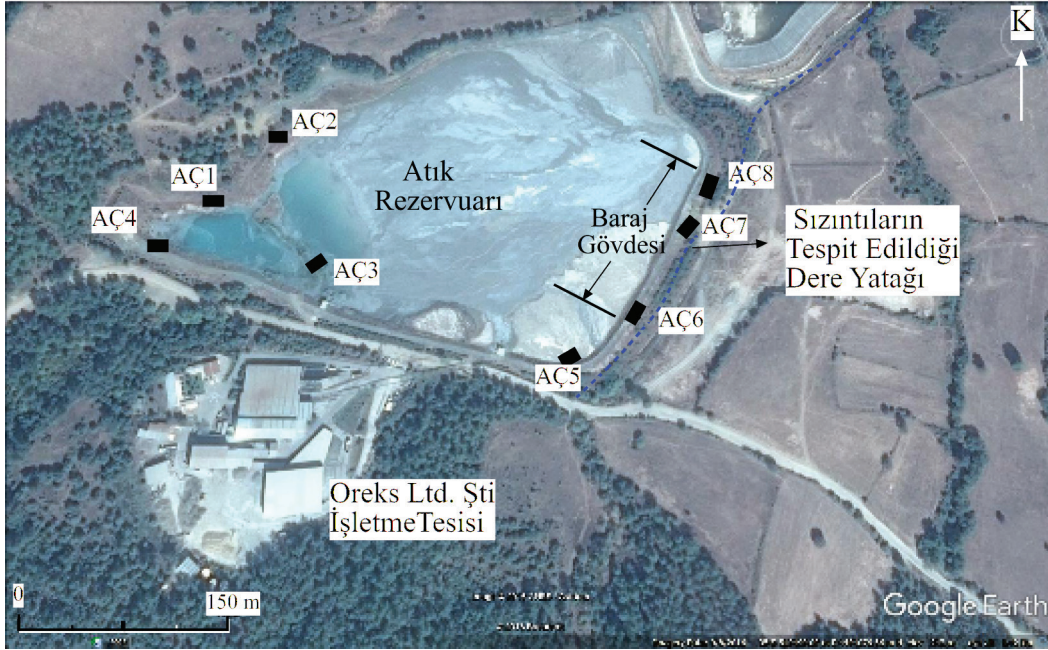 K
AÇ2
AÇ1
AÇ4
AÇ3
Atık
Rezervuarı
Baraj
Gövdesi
AÇ8
AÇ7
AÇ6
AÇ5
Sızıntıların
Tespit Edildiği
Dere Yatağı
Oreks Ltd. Şti
İşletmeTesisi
0
150 m
Google Earth